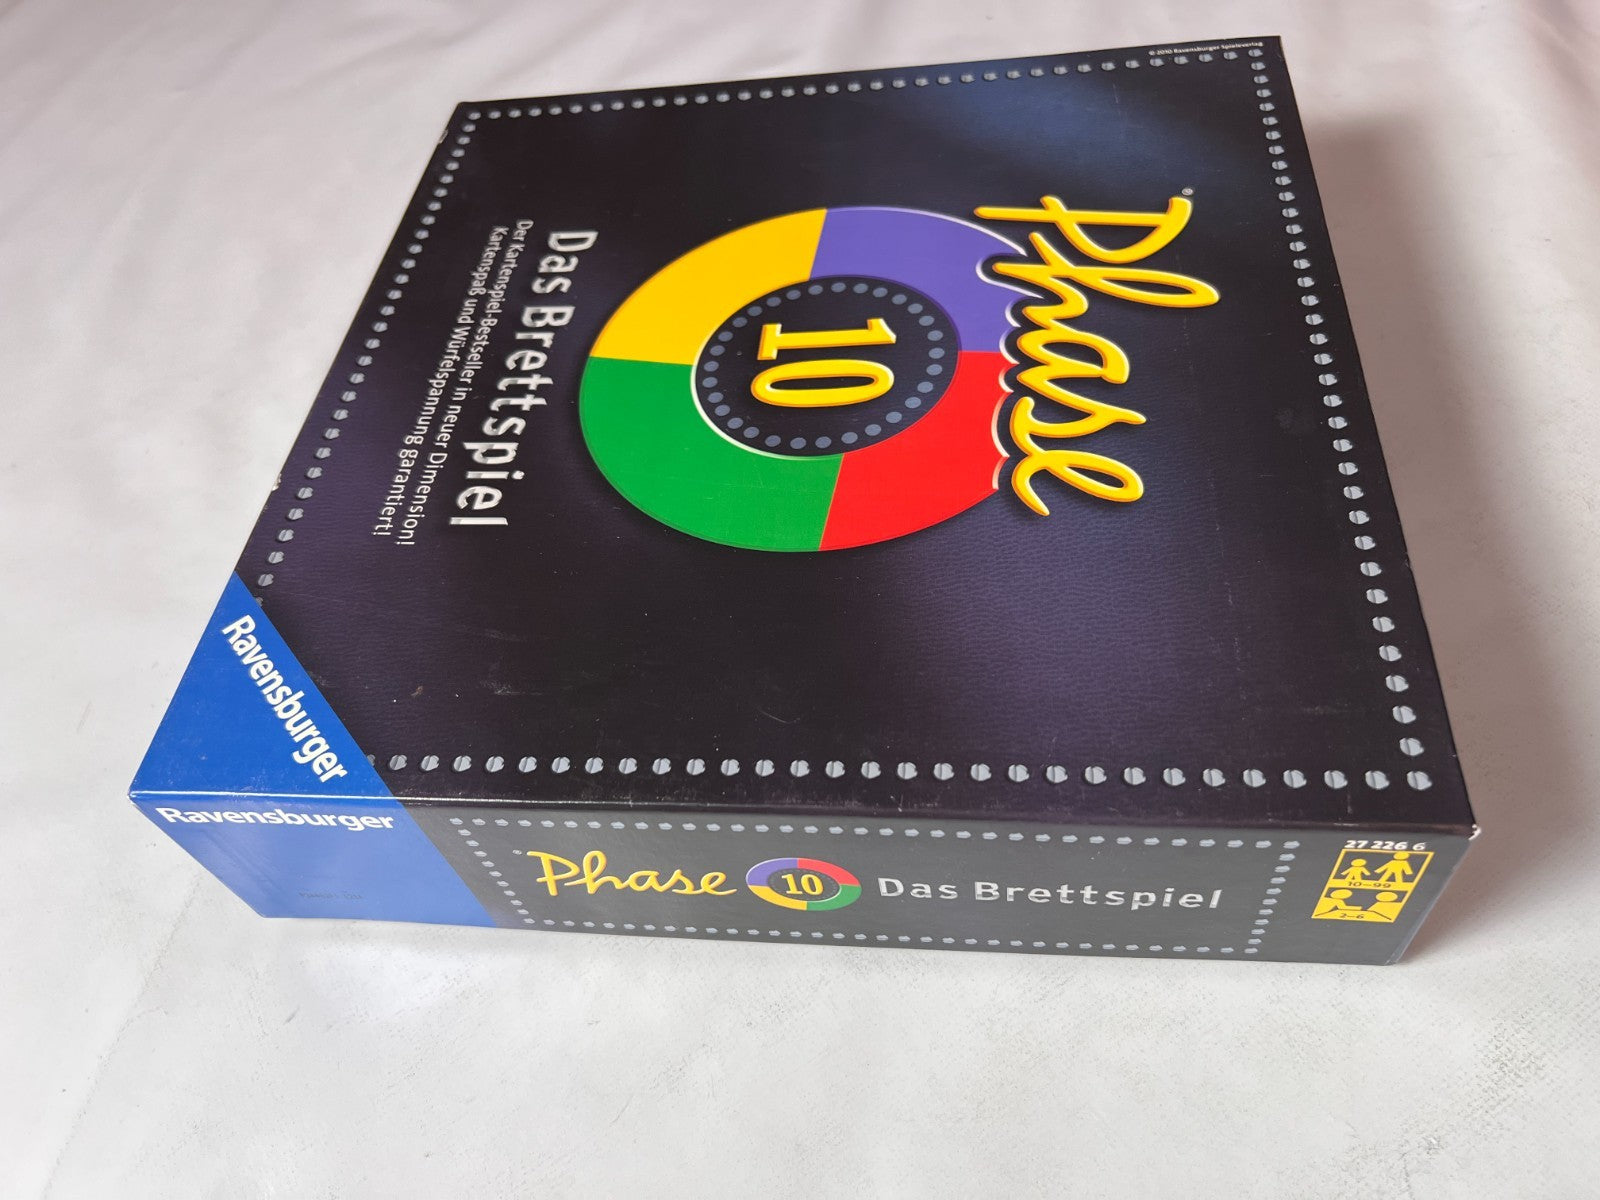 © 2010 Ravensburger Spieleverlag
Phase®
10
Das Brettspiel
Der Kartenspiel-Bestseller in neuer Dimension!
Kartenspaß und Würfelspannung garantiert!
Ravensburger
Ravensburger
Phase 10 Das Brettspiel
27 226 6
10–99
2–6